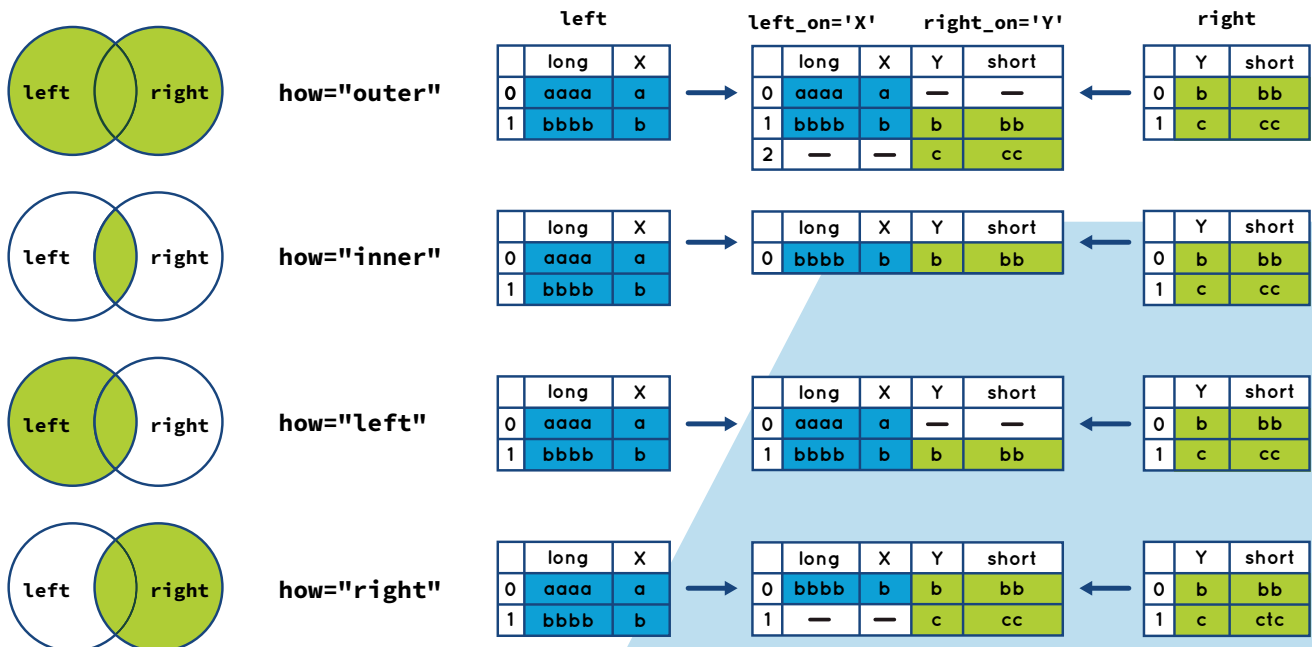 left left_on='X' right_on='Y' right
left right how="outer"
long X long X Y short Y short
0 aaaa a 0 aaaa a — — 0 b bb
1 bbbb b 1 bbbb b b bb 1 c cc
2 — — c cc
left right how="inner"
long X long X Y short Y short
0 aaaa a 0 bbbb b b bb 0 b bb
1 bbbb b 1 c cc
left right how="left"
long X long X Y short Y short
0 aaaa a 0 aaaa a — — 0 b bb
1 bbbb b 1 bbbb b b bb 1 c cc
left right how="right"
long X long X Y short Y short
0 aaaa a 0 bbbb b b bb 0 b bb
1 bbbb b 1 — — c cc 1 c ctc